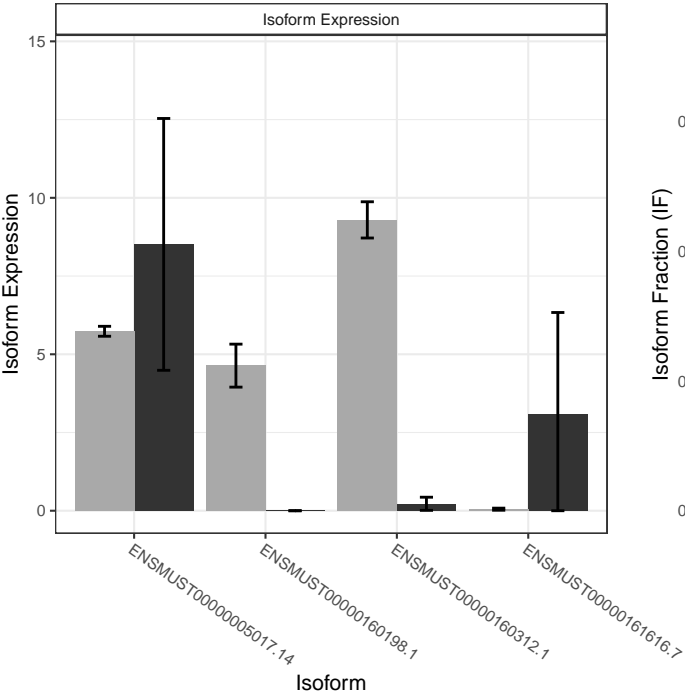 Isoform Expression
15
10
5
0
Isoform Expression
ENSMUST00000005017.14
ENSMUST00000160198.1
ENSMUST00000160312.1
ENSMUST00000161616.7
Isoform
Isoform Fraction (IF)
0
0
0
0